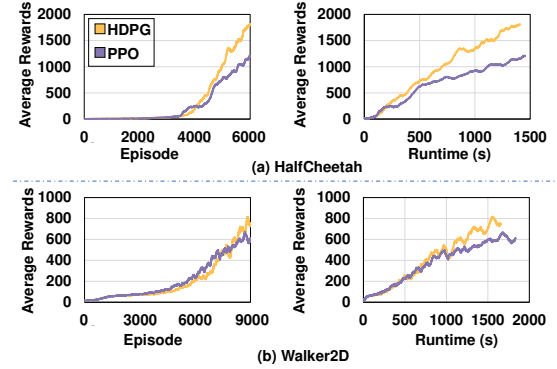 Average Rewards
2000
1500
1000
500
0
HDPG
PPO
0 2000 4000 6000
Episode
Average Rewards
2000
1500
1000
500
0
0 500 1000 1500
Runtime (s)
(a) HalfCheetah
Average Rewards
1000
800
600
400
200
0
0 3000 6000 9000
Episode
Average Rewards
1000
800
600
400
200
0
0 500 1000 1500 2000
Runtime (s)
(b) Walker2D